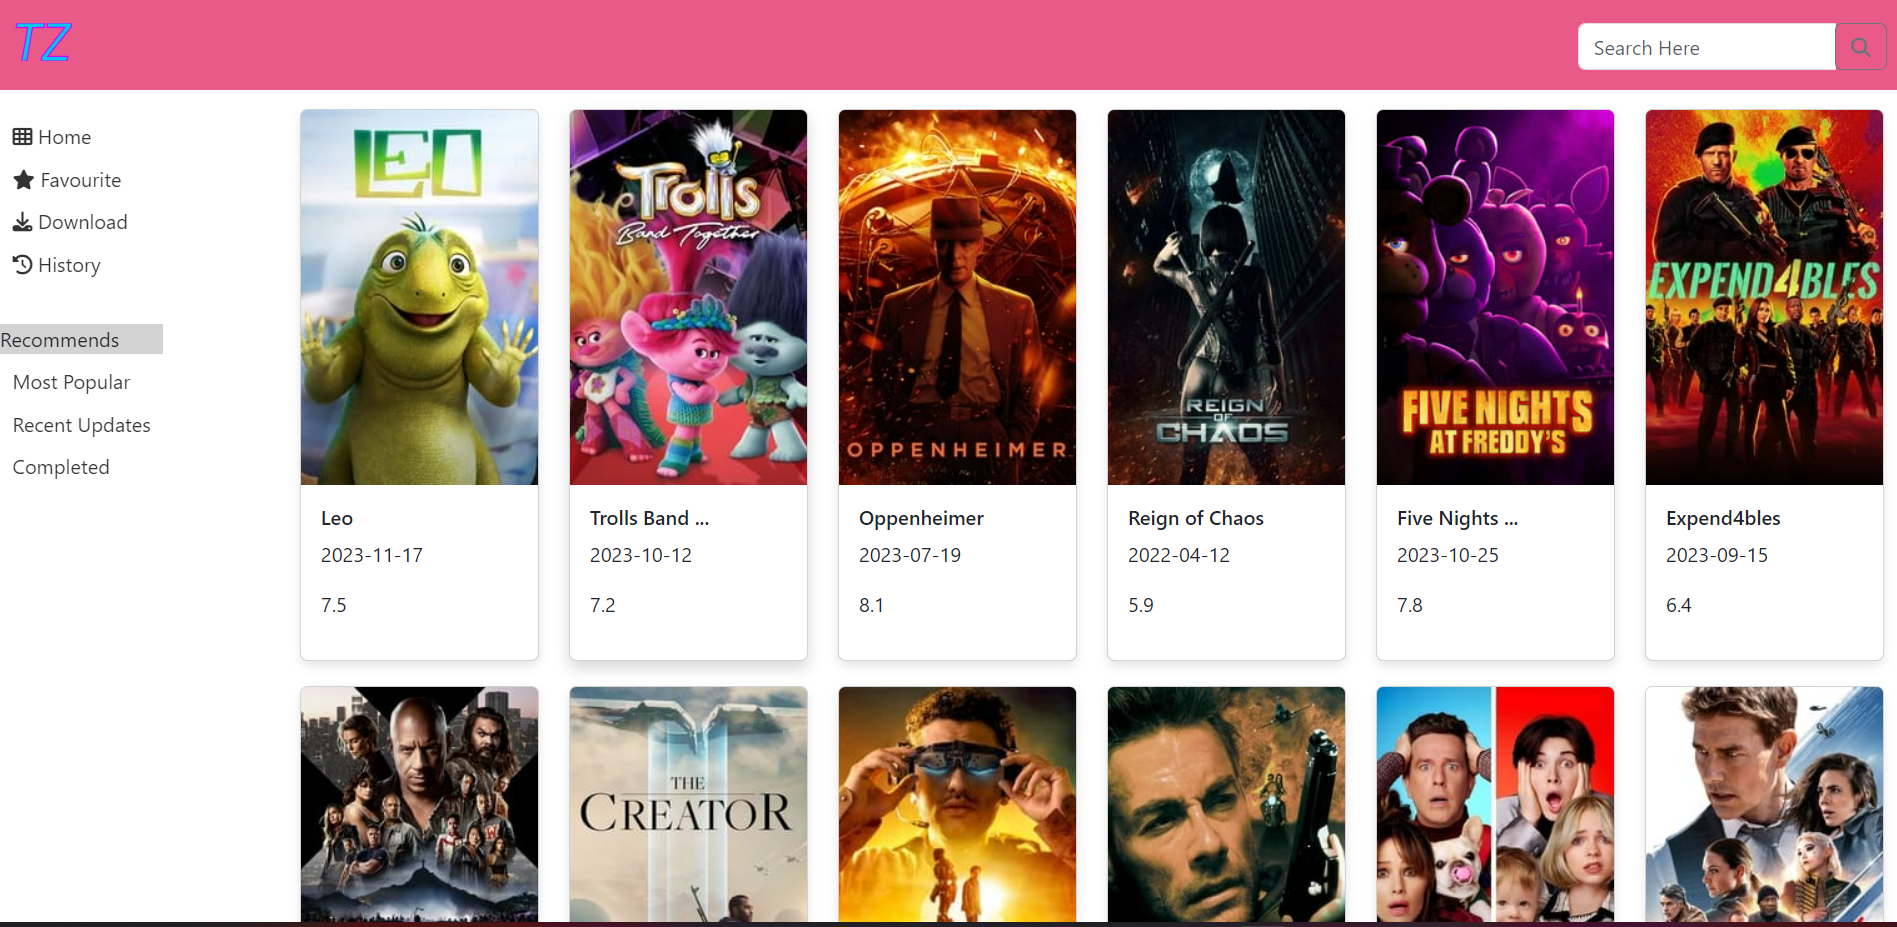 TZ
Search Here
Home
Favourite
Download
History
Recommends
Most Popular
Recent Updates
Completed
LEO
Trolls
Band Together
OPPENHEIMER
REIGN
OF
CHAOS
FIVE NIGHTS
AT FREDDY'S
EXPEND4BLES
Leo
2023-11-17
7.5
Trolls Band ...
2023-10-12
7.2
Oppenheimer
2023-07-19
8.1
Reign of Chaos
2022-04-12
5.9
Five Nights ...
2023-10-25
7.8
Expend4bles
2023-09-15
6.4
THE
CREATOR